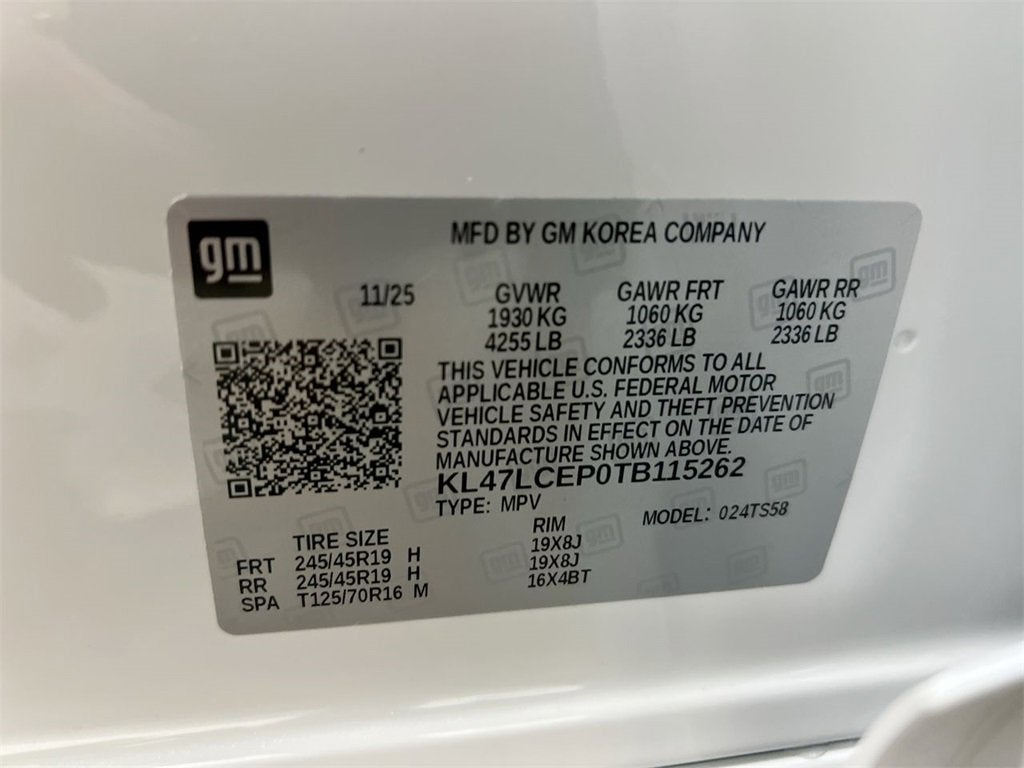 gm
MFD BY GM KOREA COMPANY
11/25 GVWR GAWR FRT GAWR RR
1930 KG 1060 KG 1060 KG
4255 LB 2336 LB 2336 LB
THIS VEHICLE CONFORMS TO ALL
APPLICABLE U.S. FEDERAL MOTOR
VEHICLE SAFETY AND THEFT PREVENTION
STANDARDS IN EFFECT ON THE DATE OF
MANUFACTURE SHOWN ABOVE.
KL47LCEP0TB115262
TYPE: MPV MODEL: 024TS58
TIRE SIZE RIM
FRT 245/45R19 H 19X8J
RR 245/45R19 H 19X8J
SPA T125/70R16 M 16X4BT